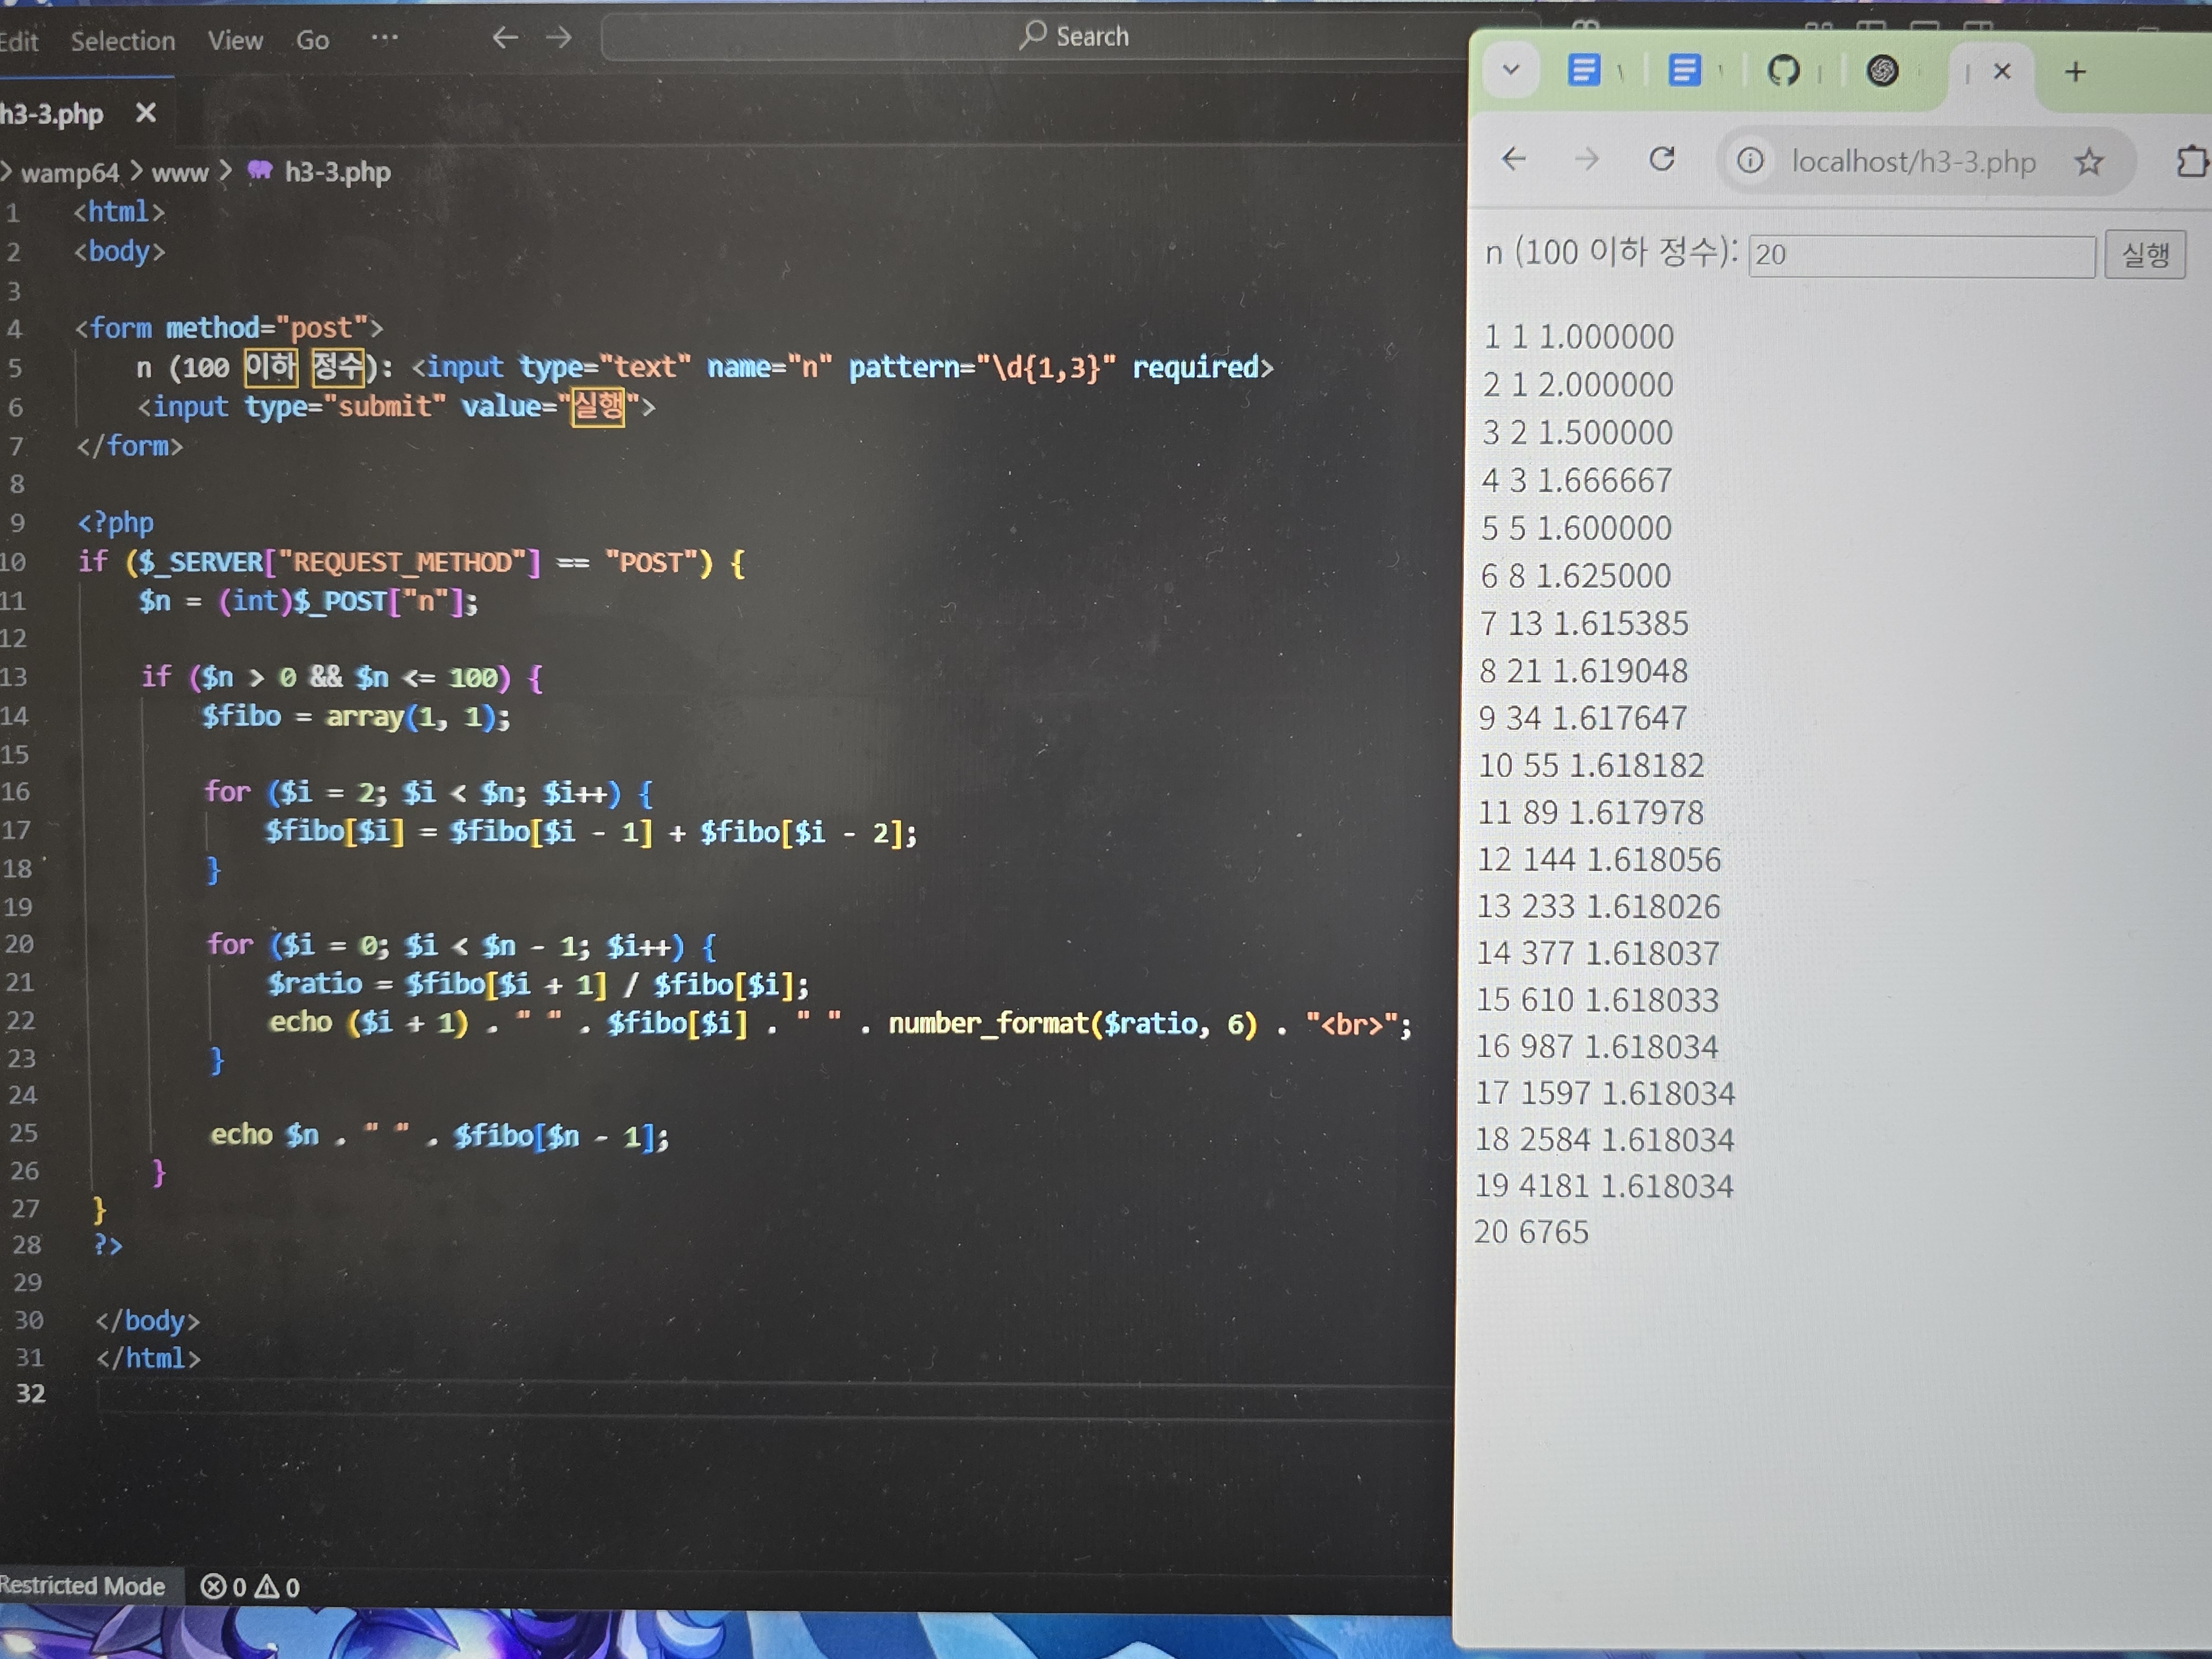 Edit Selection View Go ... Search
h3-3.php
wamp64 > www > h3-3.php
1 <html>
2 <body>
3
4 <form method="post">
5 n (100 이하 정수): <input type="text" name="n" pattern="\d{1,3}" required>
6 <input type="submit" value="실행">
7 </form>
8
9 <?php
10 if ($_SERVER["REQUEST_METHOD"] == "POST") {
11 $n = (int)$_POST["n"];
12
13 if ($n > 0 && $n <= 100) {
14 $fibo = array(1, 1);
15
16 for ($i = 2; $i < $n; $i++) {
17 $fibo[$i] = $fibo[$i - 1] + $fibo[$i - 2];
18 }
19
20 for ($i = 0; $i < $n - 1; $i++) {
21 $ratio = $fibo[$i + 1] / $fibo[$i];
22 echo ($i + 1) . " " . $fibo[$i] . " " . number_format($ratio, 6) . "<br>";
23 }
24
25 echo $n . " " . $fibo[$n - 1];
26 }
27 }
28 ?>
29
30 </body>
31 </html>
32
Restricted Mode 0 0
localhost/h3-3.php
n (100 이하 정수): 20 실행
1 1 1.000000
2 1 2.000000
3 2 1.500000
4 3 1.666667
5 5 1.600000
6 8 1.625000
7 13 1.615385
8 21 1.619048
9 34 1.617647
10 55 1.618182
11 89 1.617978
12 144 1.618056
13 233 1.618026
14 377 1.618037
15 610 1.618033
16 987 1.618034
17 1597 1.618034
18 2584 1.618034
19 4181 1.618034
20 6765